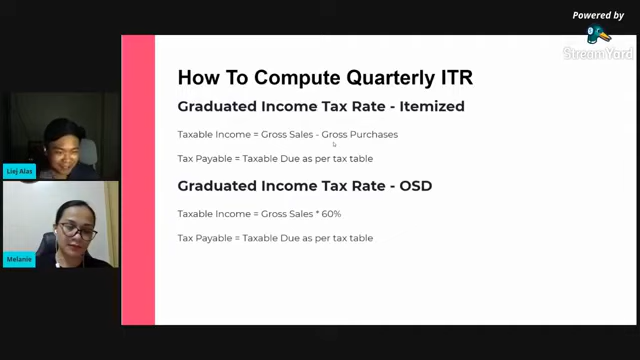 Powered by
StreamYard
How To Compute Quarterly ITR
Graduated Income Tax Rate - Itemized
Taxable Income = Gross Sales - Gross Purchases
Tax Payable = Taxable Due as per tax table
Graduated Income Tax Rate - OSD
Taxable Income = Gross Sales * 60%
Tax Payable = Taxable Due as per tax table
Liej Alas
Melanie